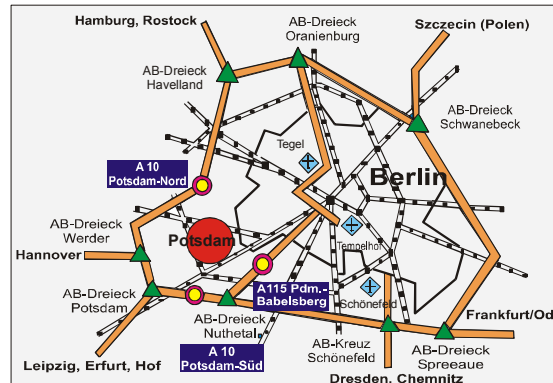 Hamburg, Rostock
AB-Dreieck
Oranienburg
Szczecin (Polen)
AB-Dreieck
Havelland
AB-Dreieck
Schwanebeck
Tegel
A 10
Potsdam-Nord
Berlin
AB-Dreieck
Werder
Potsdam
Tempelhof
Hannover
AB-Dreieck
Potsdam
A115 Pdm.-
Babelsberg
Schönefeld
AB-Dreieck
Nuthetal
Frankfurt/Od
A 10
Potsdam-Süd
AB-Kreuz
Schönefeld
AB-Dreieck
Spreeaue
Leipzig, Erfurt, Hof
Dresden, Chemnitz